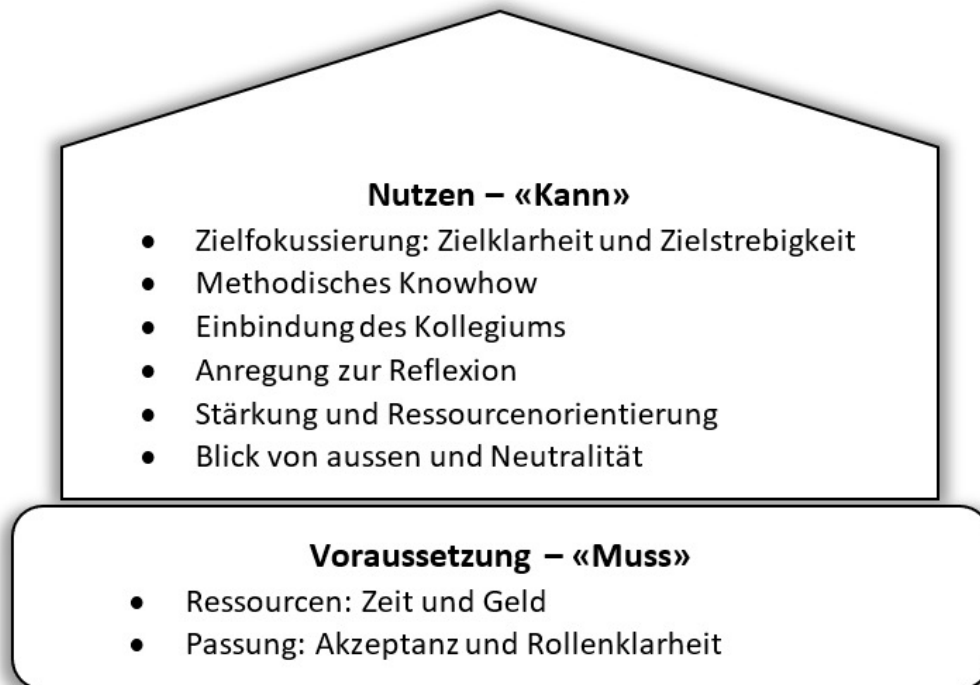 Nutzen – «Kann»
• Zielfokussierung: Zielklarheit und Zielstrebigkeit
• Methodisches Knowhow
• Einbindung des Kollegiums
• Anregung zur Reflexion
• Stärkung und Ressourcenorientierung
• Blick von aussen und Neutralität
Voraussetzung – «Muss»
• Ressourcen: Zeit und Geld
• Passung: Akzeptanz und Rollenklarheit